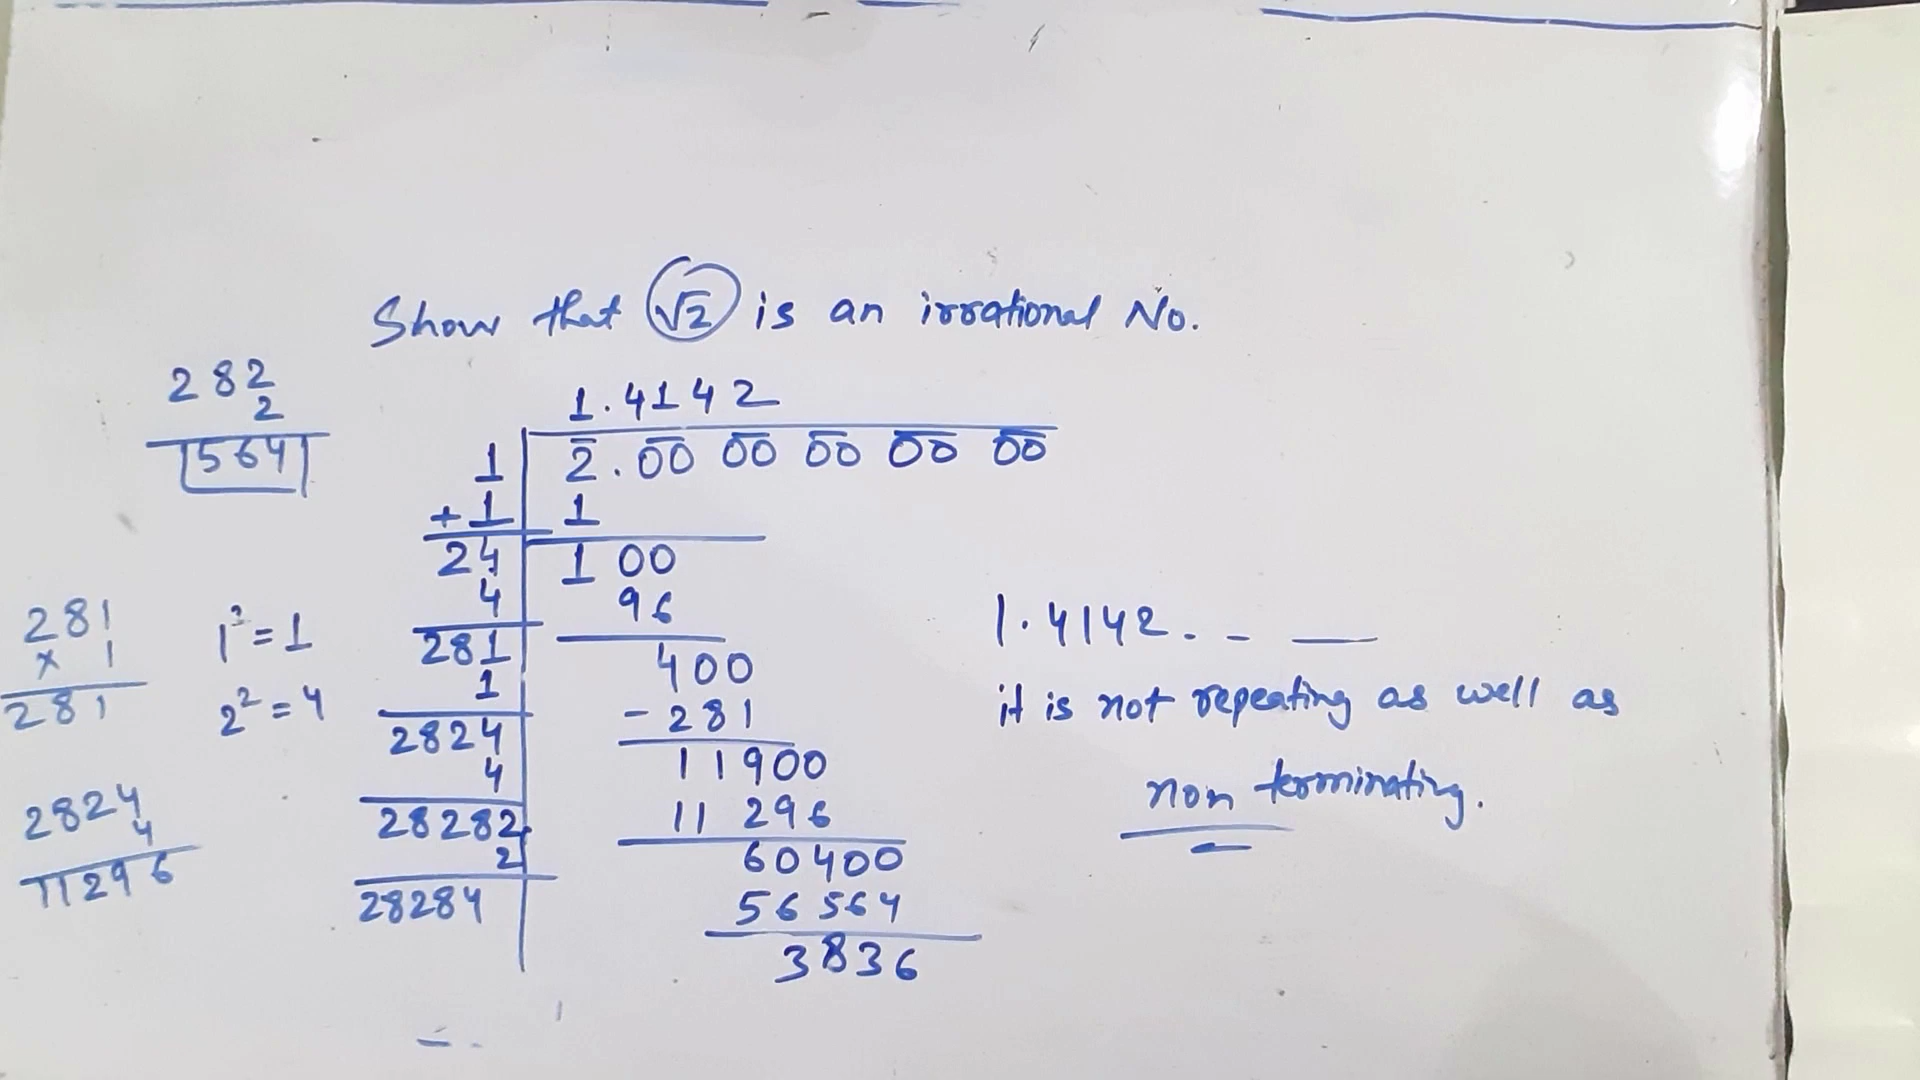 Show that √2 is an irrational No.
282
2
564
1.4142
1 2.00 00 00 00 00
+1 1
24 100
4 96
281 400
1 -281
2824 11900
4 11 296
28282 60400
2 56564
28284 3836
281
x 1
281
1²=1
2²=4
2824
4
11296
1.4142. - —
it is not repeating as well as
non terminating.